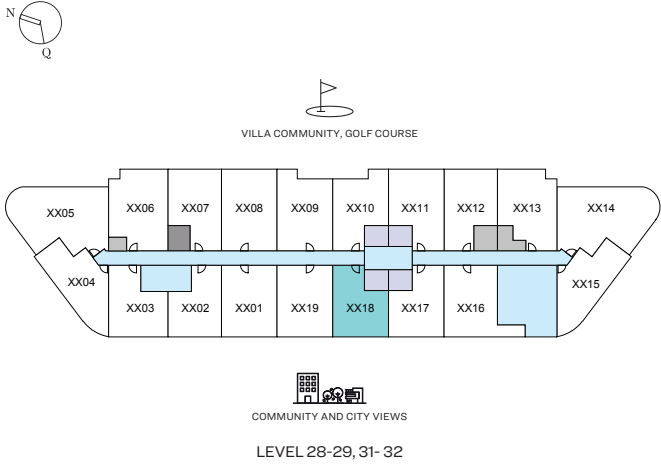 N
Q
VILLA COMMUNITY, GOLF COURSE
XX05
XX06
XX07
XX08
XX09
XX10
XX11
XX12
XX13
XX14
XX04
XX03
XX02
XX01
XX19
XX18
XX17
XX16
XX15
COMMUNITY AND CITY VIEWS
LEVEL 28-29, 31- 32